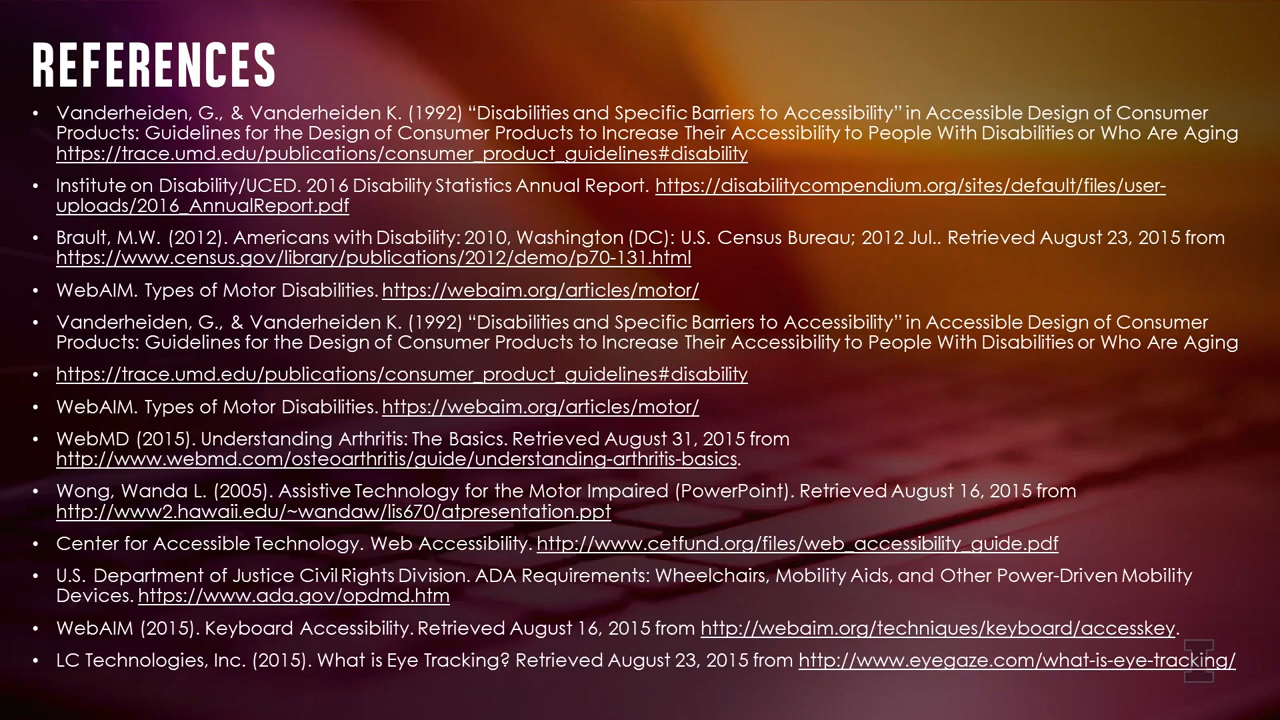 REFERENCES
• Vanderheiden, G., & Vanderheiden K. (1992) “Disabilities and Specific Barriers to Accessibility” in Accessible Design of Consumer
Products: Guidelines for the Design of Consumer Products to Increase Their Accessibility to People With Disabilities or Who Are Aging
https://trace.umd.edu/publications/consumer_product_guidelines#disability
• Institute on Disability/UCED. 2016 Disability Statistics Annual Report. https://disabilitycompendium.org/sites/default/files/user-
uploads/2016_AnnualReport.pdf
• Brault, M.W. (2012). Americans with Disability: 2010, Washington (DC): U.S. Census Bureau; 2012 Jul.. Retrieved August 23, 2015 from
https://www.census.gov/library/publications/2012/demo/p70-131.html
• WebAIM. Types of Motor Disabilities. https://webaim.org/articles/motor/
• Vanderheiden, G., & Vanderheiden K. (1992) “Disabilities and Specific Barriers to Accessibility” in Accessible Design of Consumer
Products: Guidelines for the Design of Consumer Products to Increase Their Accessibility to People With Disabilities or Who Are Aging
• https://trace.umd.edu/publications/consumer_product_guidelines#disability
• WebAIM. Types of Motor Disabilities. https://webaim.org/articles/motor/
• WebMD (2015). Understanding Arthritis: The Basics. Retrieved August 31, 2015 from
http://www.webmd.com/osteoarthritis/guide/understanding-arthritis-basics.
• Wong, Wanda L. (2005). Assistive Technology for the Motor Impaired (PowerPoint). Retrieved August 16, 2015 from
http://www2.hawaii.edu/~wandaw/lis670/atpresentation.ppt
• Center for Accessible Technology. Web Accessibility. http://www.cetfund.org/files/web_accessibility_guide.pdf
• U.S. Department of Justice Civil Rights Division. ADA Requirements: Wheelchairs, Mobility Aids, and Other Power-Driven Mobility
Devices. https://www.ada.gov/opdmd.htm
• WebAIM (2015). Keyboard Accessibility. Retrieved August 16, 2015 from http://webaim.org/techniques/keyboard/accesskey.
• LC Technologies, Inc. (2015). What is Eye Tracking? Retrieved August 23, 2015 from http://www.eyegaze.com/what-is-eye-tracking/